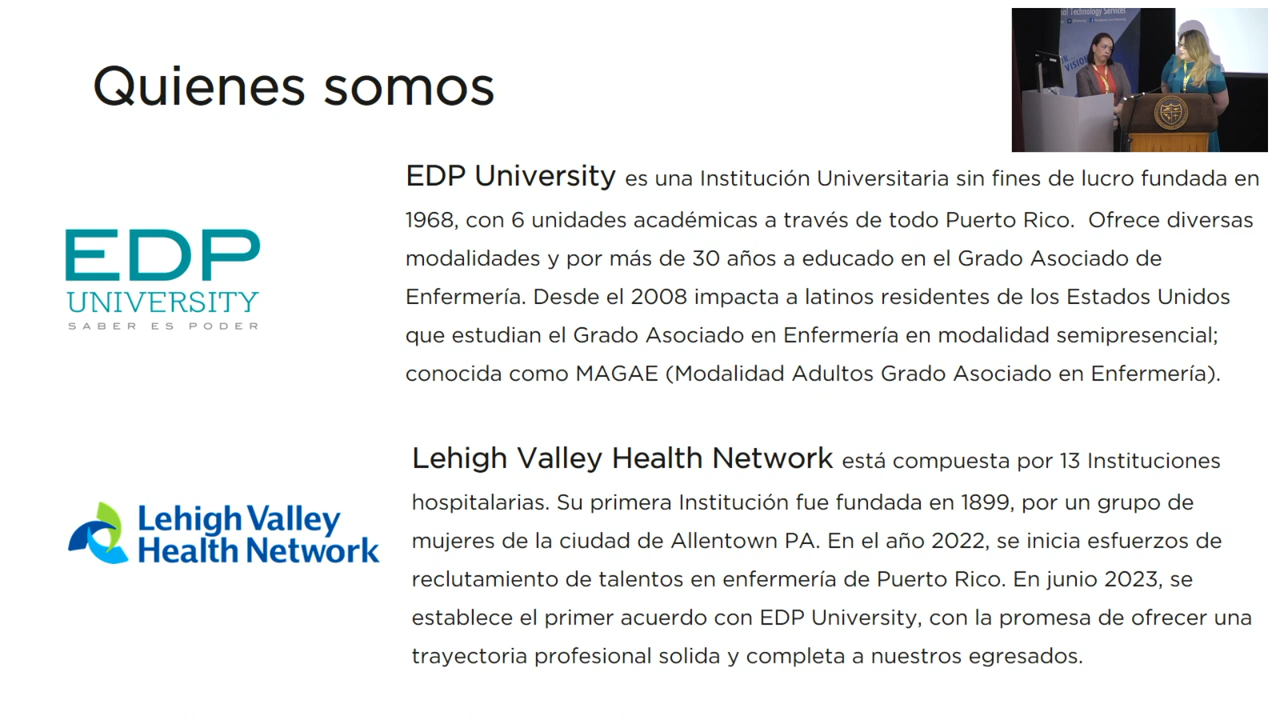 Quienes somos
al Technology Services
VISION
EDP University es una Institución Universitaria sin fines de lucro fundada en
1968, con 6 unidades académicas a través de todo Puerto Rico. Ofrece diversas
modalidades y por más de 30 años a educado en el Grado Asociado de
Enfermería. Desde el 2008 impacta a latinos residentes de los Estados Unidos
que estudian el Grado Asociado en Enfermería en modalidad semipresencial;
conocida como MAGAE (Modalidad Adultos Grado Asociado en Enfermería).
EDP
UNIVERSITY
SABER ES PODER
Lehigh Valley Health Network está compuesta por 13 Instituciones
hospitalarias. Su primera Institución fue fundada en 1899, por un grupo de
mujeres de la ciudad de Allentown PA. En el año 2022, se inicia esfuerzos de
reclutamiento de talentos en enfermería de Puerto Rico. En junio 2023, se
establece el primer acuerdo con EDP University, con la promesa de ofrecer una
trayectoria profesional solida y completa a nuestros egresados.
Lehigh Valley
Health Network